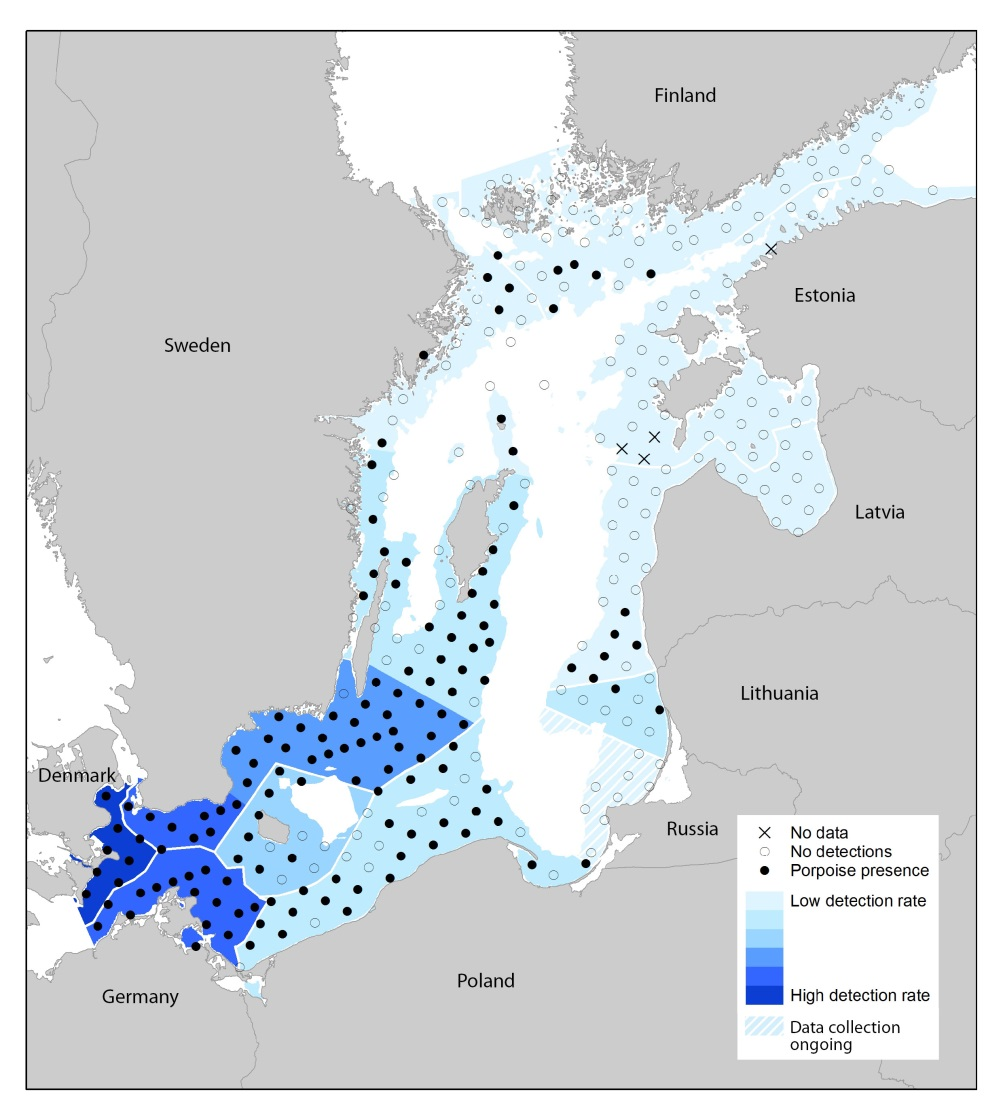 Finland
Estonia
Sweden
Latvia
Lithuania
Denmark
Russia
No data
No detections
Porpoise presence
Low detection rate
High detection rate
Data collection
ongoing
Poland
Germany